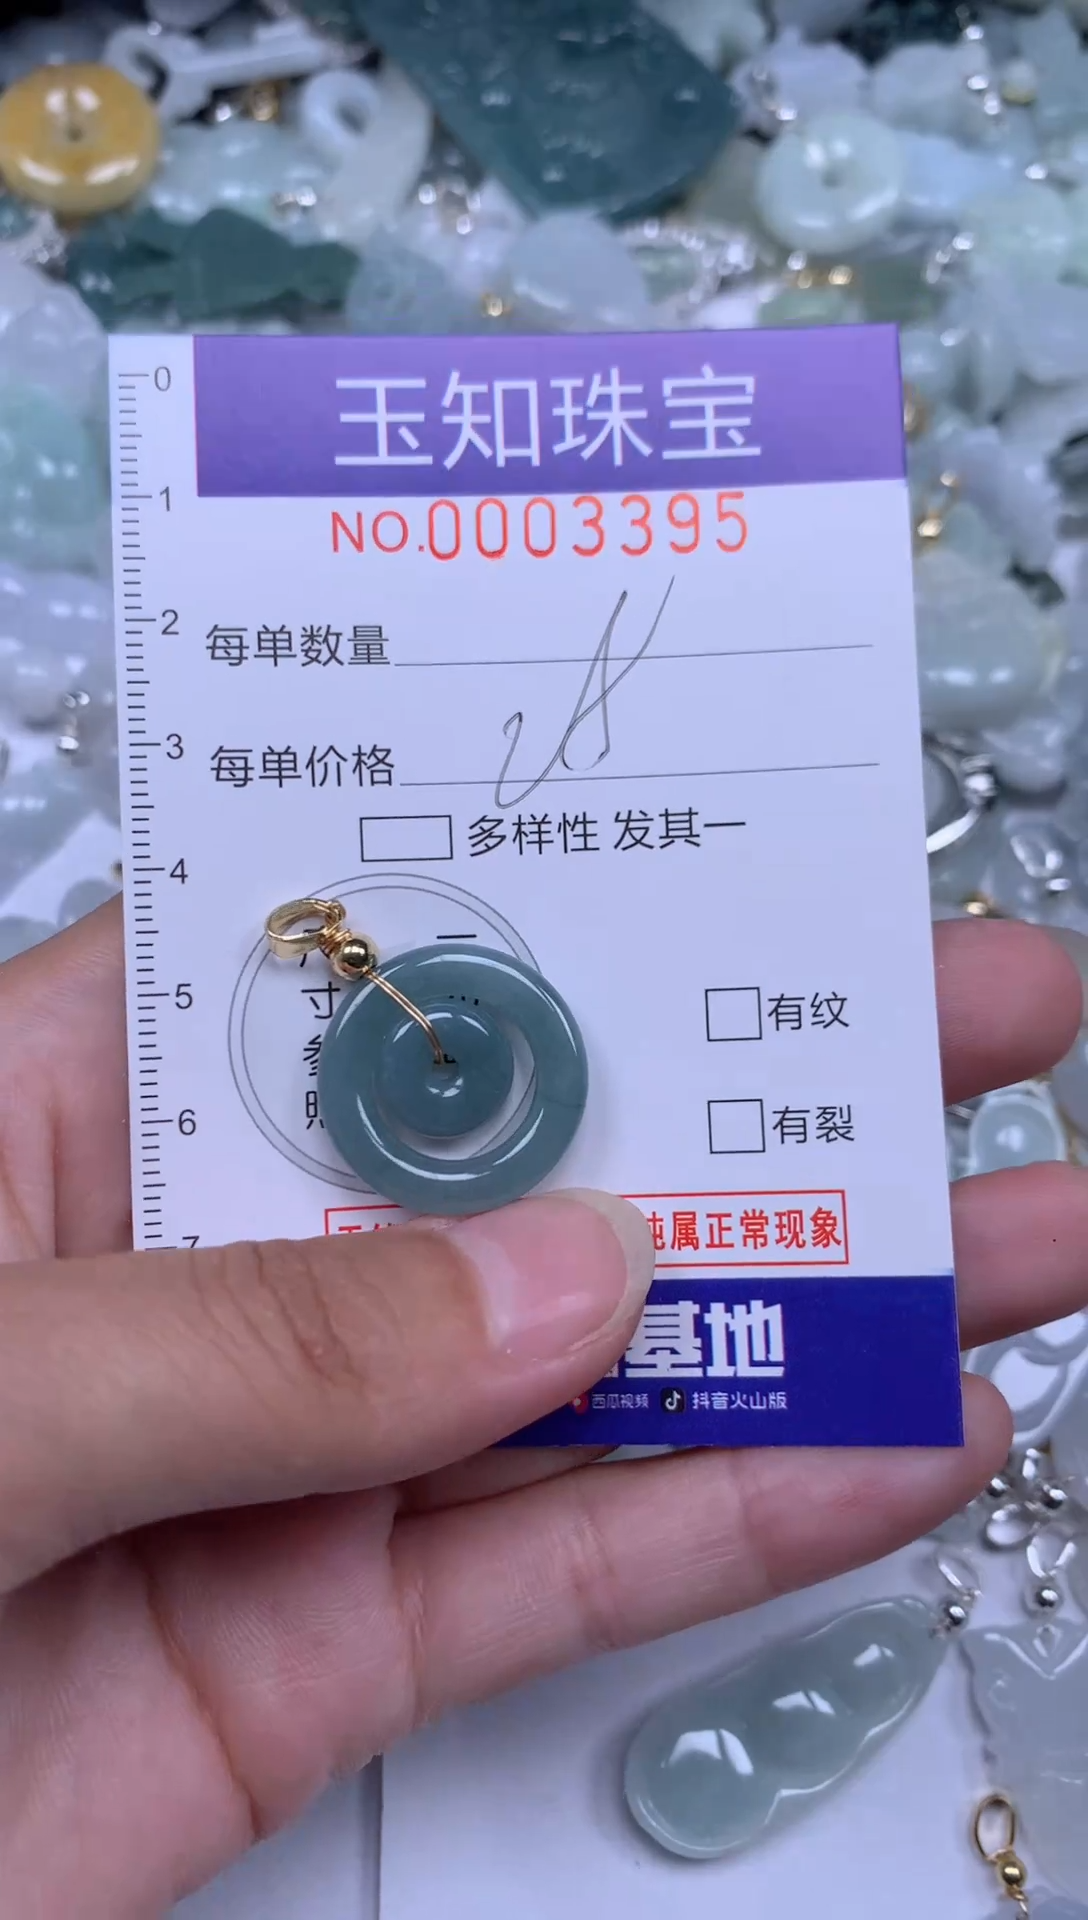 玉知珠宝
NO.0003395
每单数量
每单价格
多样性 发其一
寸
有纹
有裂
纯属正常现象
基地
西瓜视频 抖音火山版
0
1
2
3
4
5
6
7